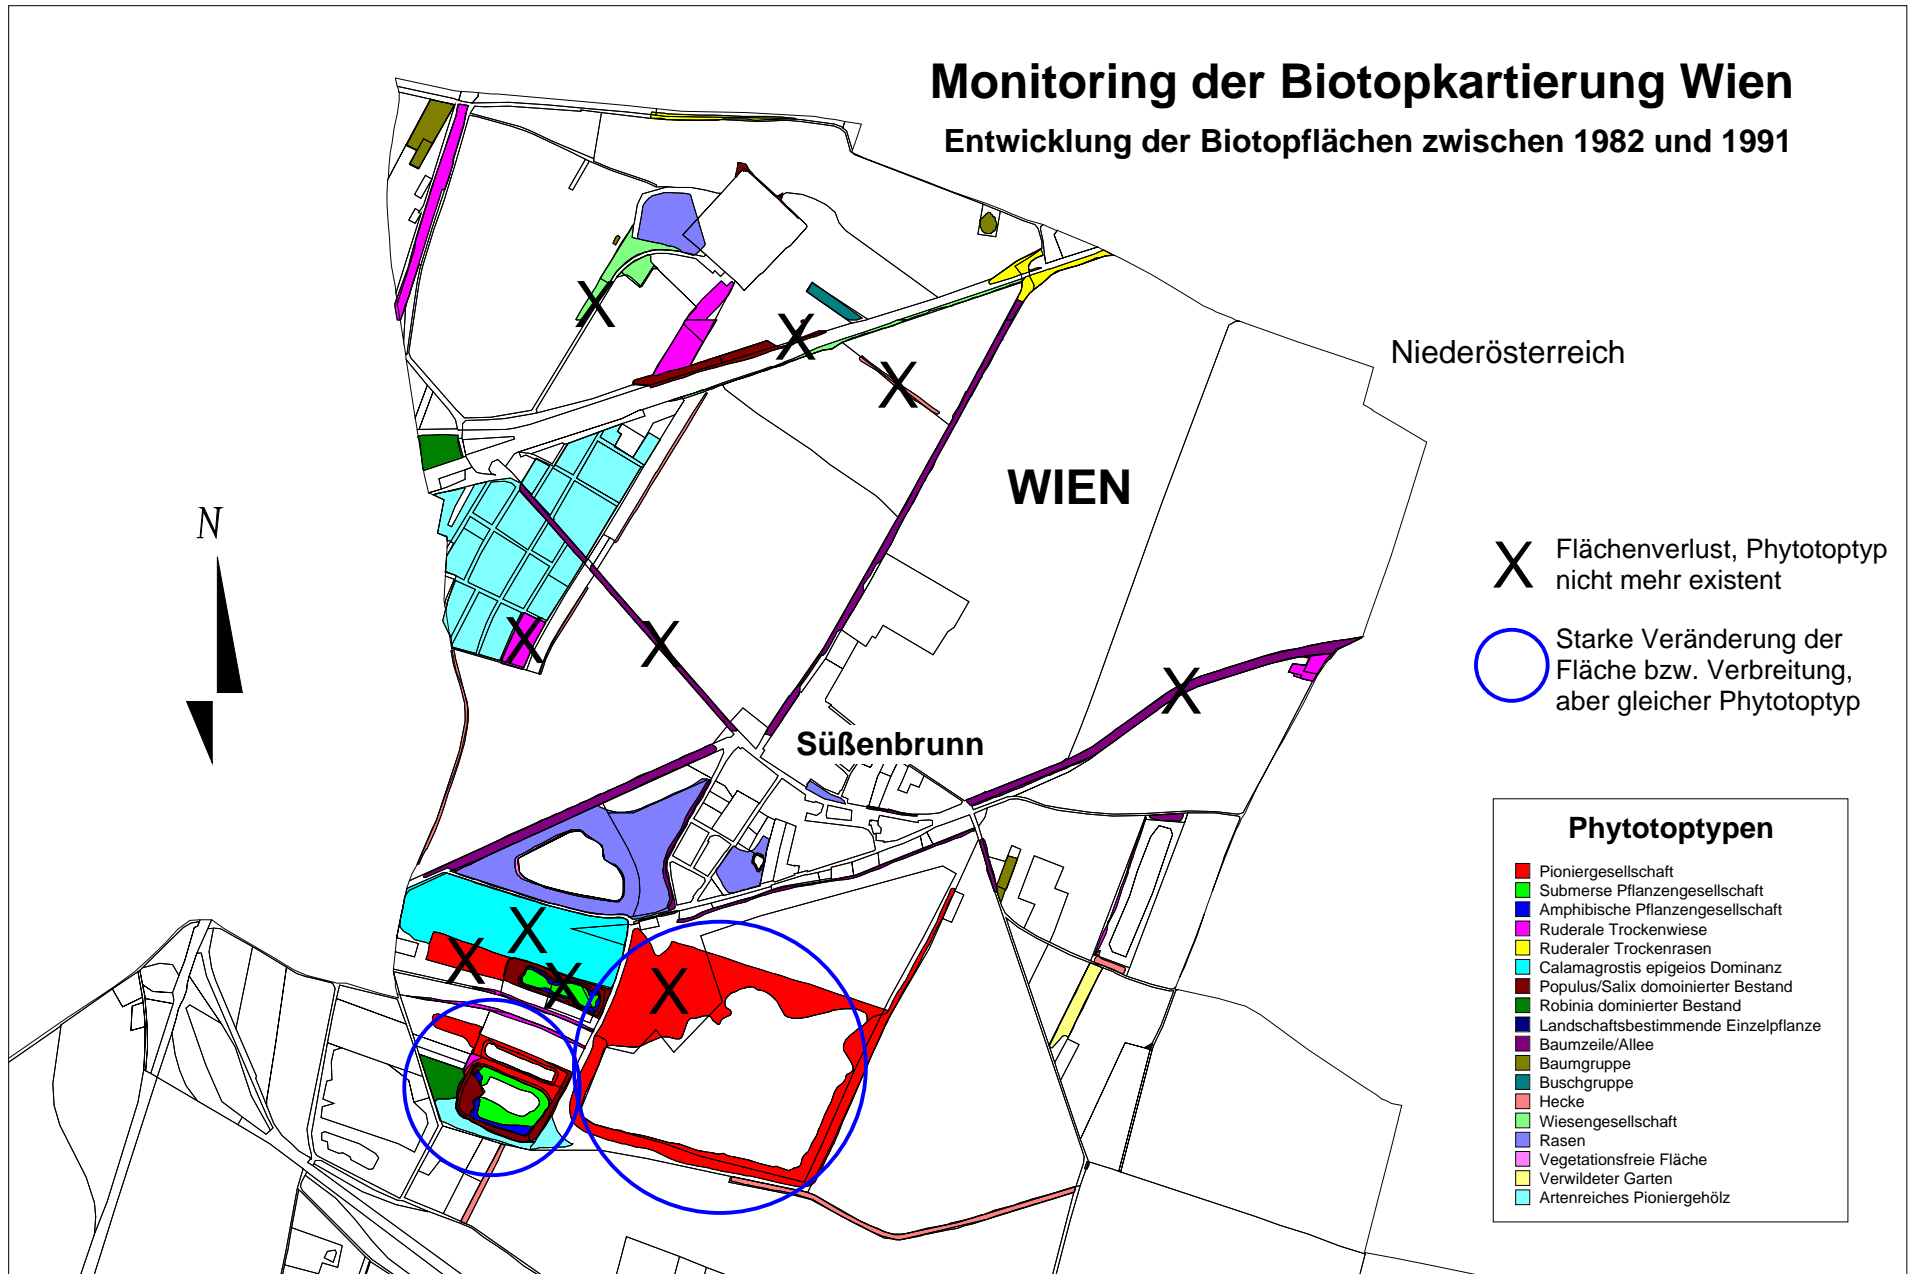 Monitoring der Biotopkartierung Wien
Entwicklung der Biotopflächen zwischen 1982 und 1991
Niederösterreich
WIEN
N
X Flächenverlust, Phytotoptyp
nicht mehr existent
Starke Veränderung der
Fläche bzw. Verbreitung,
aber gleicher Phytotoptyp
Süßenbrunn
Phytotoptypen
Pioniergesellschaft
Submerse Pflanzengesellschaft
Amphibische Pflanzengesellschaft
Ruderale Trockenwiese
Ruderaler Trockenrasen
Calamagrostis epigeios Dominanz
Populus/Salix domoinierter Bestand
Robinia dominierter Bestand
Landschaftsbestimmende Einzelpflanze
Baumzeile/Allee
Baumgruppe
Buschgruppe
Hecke
Wiesengesellschaft
Rasen
Vegetationsfreie Fläche
Verwildeter Garten
Artenreiches Pioniergehölz
X
X
X
X
X
X
X
X
X
X